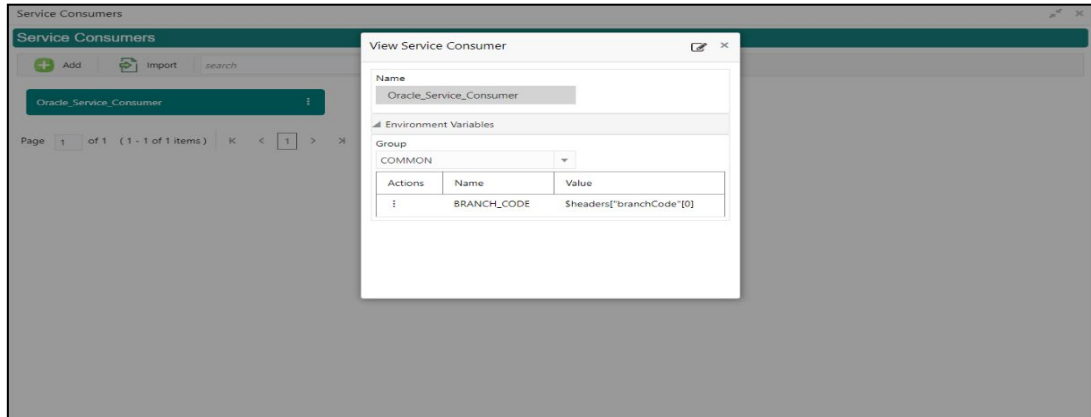 Service Consumers
Service Consumers
Add Import search
Oracle_Service_Consumer
Page 1 of 1 (1 - 1 of 1 items) K < 1 > >|
View Service Consumer
Name
Oracle_Service_Consumer
Environment Variables
Group
COMMON
Actions Name Value
BRANCH_CODE $headers["branchCode"[0]